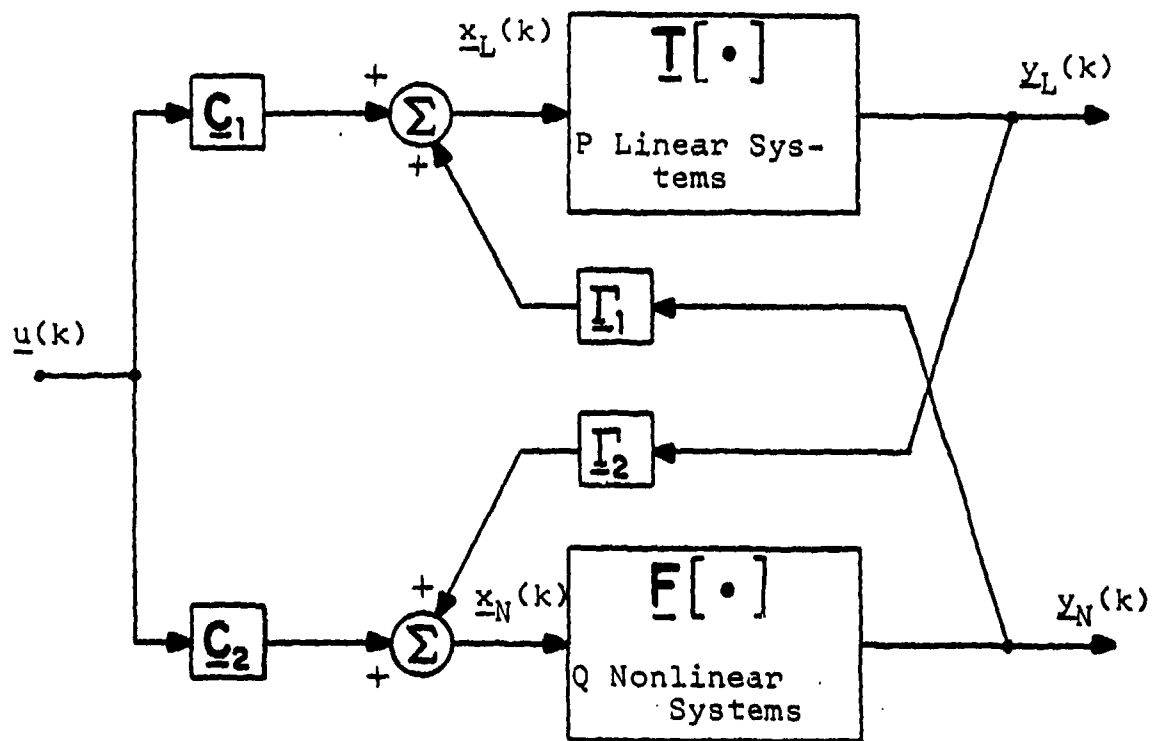 x_L(k)
T[•]
y_L(k)
+
C_1
Σ
+
P Linear Sys-
tems
Γ_1
u(k)
Γ_2
F[•]
+
x_N(k)
y_N(k)
C_2
Σ
+
Q Nonlinear
Systems